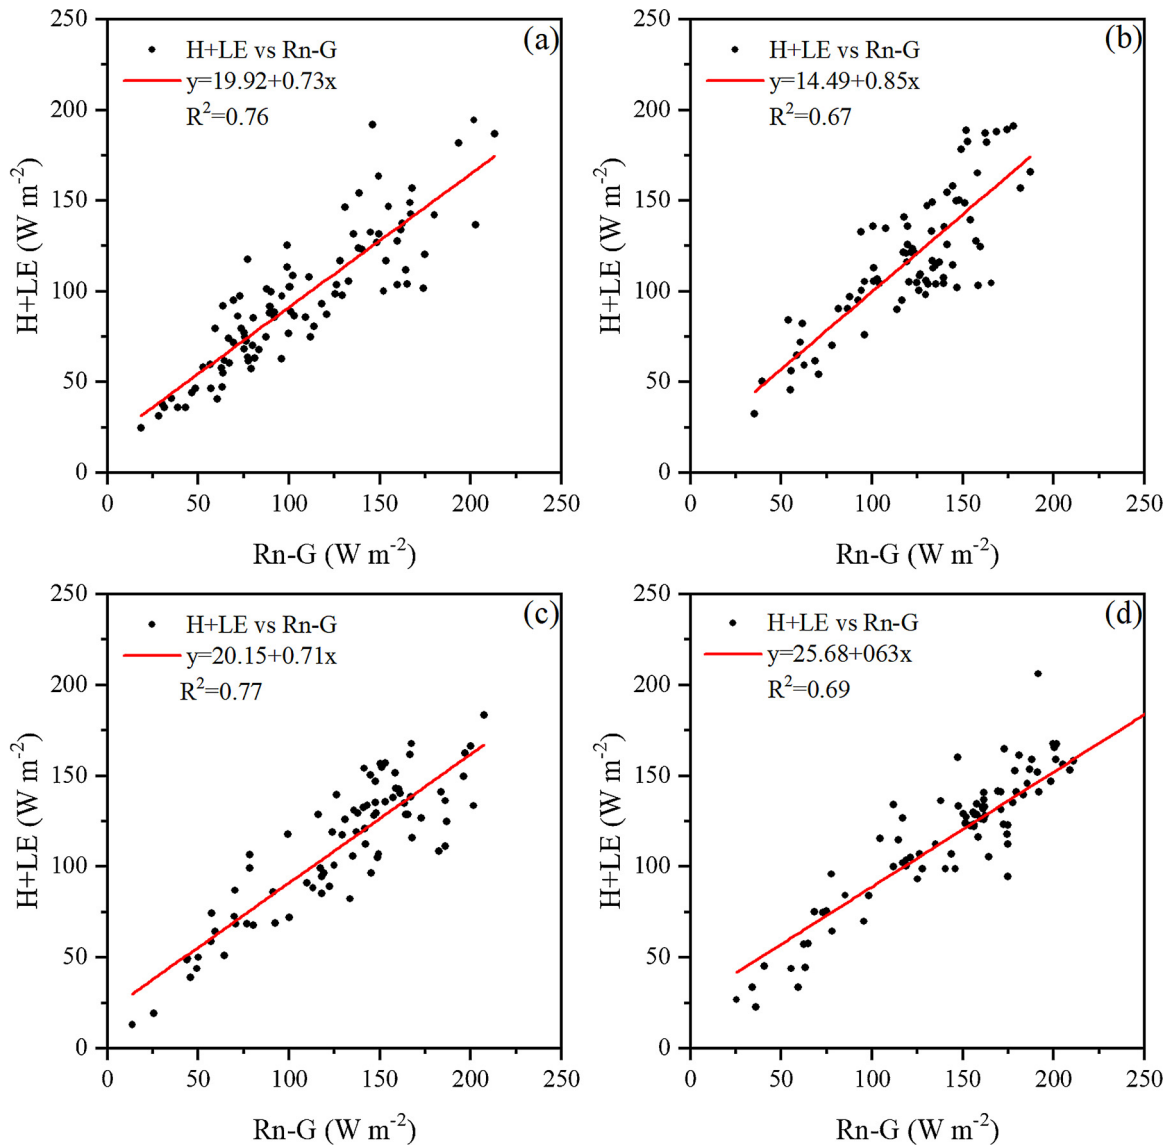 (a)
H+LE vs Rn-G
y=19.92+0.73x
R²=0.76
250
200
150
100
50
0
H+LE (W m⁻²)
0 50 100 150 200 250
Rn-G (W m⁻²)
(b)
H+LE vs Rn-G
y=14.49+0.85x
R²=0.67
250
200
150
100
50
0
H+LE (W m⁻²)
0 50 100 150 200 250
Rn-G (W m⁻²)
(c)
H+LE vs Rn-G
y=20.15+0.71x
R²=0.77
250
200
150
100
50
0
H+LE (W m⁻²)
0 50 100 150 200 250
Rn-G (W m⁻²)
(d)
H+LE vs Rn-G
y=25.68+063x
R²=0.69
250
200
150
100
50
0
H+LE (W m⁻²)
0 50 100 150 200 250
Rn-G (W m⁻²)